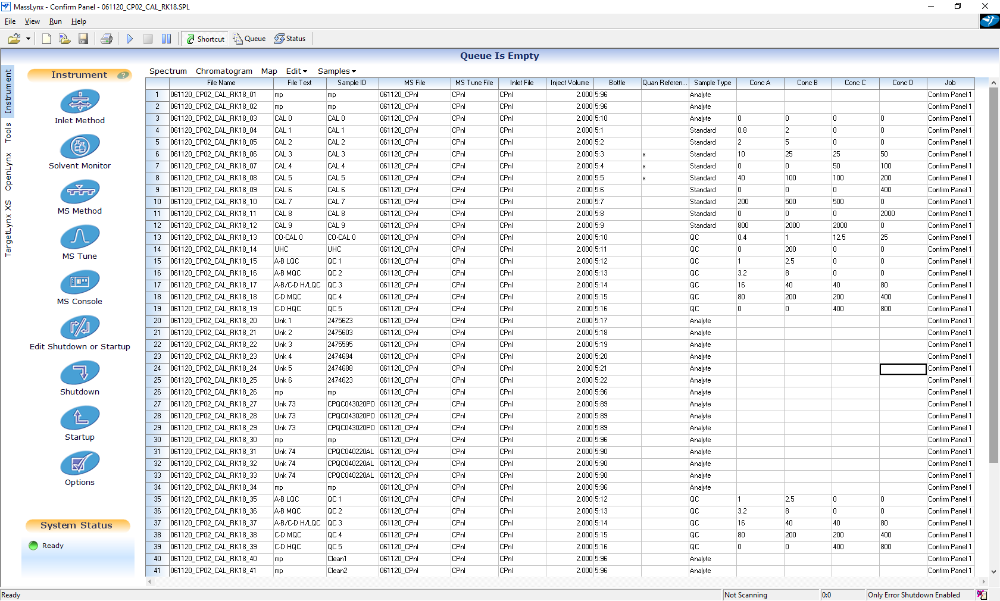 MassLynx - Confirm Panel - 061120_CP02_CAL_RK18.SPL
File View Run Help
Shortcut Queue Status
Queue Is Empty
Instrument
Tools
OpenLynx
TargetLynx XS
Instrument ?
Inlet Method
Solvent Monitor
MS Method
MS Tune
MS Console
Edit Shutdown or Startup
Shutdown
Startup
Options
System Status
Ready
Spectrum Chromatogram Map Edit Samples
File Name File Text Sample ID MS File MS Tune File Inlet File Inject Volume Bottle Quan Referen... Sample Type Conc A Conc B Conc C Conc D Job
1 061120_CP02_CAL_RK18_01 mp mp 061120_CPnl CPnl CPnl 2.000 5:96 Analyte Confirm Panel 1
2 061120_CP02_CAL_RK18_02 mp mp 061120_CPnl CPnl CPnl 2.000 5:96 Analyte Confirm Panel 1
3 061120_CP02_CAL_RK18_03 CAL 0 CAL 0 061120_CPnl CPnl CPnl 2.000 5:10 Analyte 0 0 0 0 Confirm Panel 1
4 061120_CP02_CAL_RK18_04 CAL 1 CAL 1 061120_CPnl CPnl CPnl 2.000 5:1 Standard 0.8 2 0 0 Confirm Panel 1
5 061120_CP02_CAL_RK18_05 CAL 2 CAL 2 061120_CPnl CPnl CPnl 2.000 5:2 Standard 2 5 0 0 Confirm Panel 1
6 061120_CP02_CAL_RK18_06 CAL 3 CAL 3 061120_CPnl CPnl CPnl 2.000 5:3 x Standard 10 25 25 50 Confirm Panel 1
7 061120_CP02_CAL_RK18_07 CAL 4 CAL 4 061120_CPnl CPnl CPnl 2.000 5:4 x Standard 0 0 50 100 Confirm Panel 1
8 061120_CP02_CAL_RK18_08 CAL 5 CAL 5 061120_CPnl CPnl CPnl 2.000 5:5 x Standard 40 100 100 200 Confirm Panel 1
9 061120_CP02_CAL_RK18_09 CAL 6 CAL 6 061120_CPnl CPnl CPnl 2.000 5:6 Standard 0 0 0 400 Confirm Panel 1
10 061120_CP02_CAL_RK18_10 CAL 7 CAL 7 061120_CPnl CPnl CPnl 2.000 5:7 Standard 200 500 500 0 Confirm Panel 1
11 061120_CP02_CAL_RK18_11 CAL 8 CAL 8 061120_CPnl CPnl CPnl 2.000 5:8 Standard 0 0 0 2000 Confirm Panel 1
12 061120_CP02_CAL_RK18_12 CAL 9 CAL 9 061120_CPnl CPnl CPnl 2.000 5:9 Standard 800 2000 2000 0 Confirm Panel 1
13 061120_CP02_CAL_RK18_13 CO-CAL 0 CO-CAL 0 061120_CPnl CPnl CPnl 2.000 5:10 QC 0.4 1 12.5 25 Confirm Panel 1
14 061120_CP02_CAL_RK18_14 UHC UHC 061120_CPnl CPnl CPnl 2.000 5:11 QC 0 200 0 0 Confirm Panel 1
15 061120_CP02_CAL_RK18_15 A-B LQC QC 1 061120_CPnl CPnl CPnl 2.000 5:12 QC 1 2.5 0 0 Confirm Panel 1
16 061120_CP02_CAL_RK18_16 A-B MQC QC 2 061120_CPnl CPnl CPnl 2.000 5:13 QC 3.2 8 0 0 Confirm Panel 1
17 061120_CP02_CAL_RK18_17 A-B/C-D H/LQC QC 3 061120_CPnl CPnl CPnl 2.000 5:14 QC 16 40 40 80 Confirm Panel 1
18 061120_CP02_CAL_RK18_18 C-D MQC QC 4 061120_CPnl CPnl CPnl 2.000 5:15 QC 80 200 200 400 Confirm Panel 1
19 061120_CP02_CAL_RK18_19 C-D HQC QC 5 061120_CPnl CPnl CPnl 2.000 5:16 QC 0 0 400 800 Confirm Panel 1
20 061120_CP02_CAL_RK18_20 Unk 1 2475623 061120_CPnl CPnl CPnl 2.000 5:17 Analyte Confirm Panel 1
21 061120_CP02_CAL_RK18_21 Unk 2 2475603 061120_CPnl CPnl CPnl 2.000 5:18 Analyte Confirm Panel 1
22 061120_CP02_CAL_RK18_22 Unk 3 2475595 061120_CPnl CPnl CPnl 2.000 5:19 Analyte Confirm Panel 1
23 061120_CP02_CAL_RK18_23 Unk 4 2474694 061120_CPnl CPnl CPnl 2.000 5:20 Analyte Confirm Panel 1
24 061120_CP02_CAL_RK18_24 Unk 5 2474688 061120_CPnl CPnl CPnl 2.000 5:21 Analyte Confirm Panel 1
25 061120_CP02_CAL_RK18_25 Unk 6 2474623 061120_CPnl CPnl CPnl 2.000 5:22 Analyte Confirm Panel 1
26 061120_CP02_CAL_RK18_26 mp mp 061120_CPnl CPnl CPnl 2.000 5:96 Analyte Confirm Panel 1
27 061120_CP02_CAL_RK18_27 Unk 73 CPQC043020PO 061120_CPnl CPnl CPnl 2.000 5:89 Analyte Confirm Panel 1
28 061120_CP02_CAL_RK18_28 Unk 73 CPQC043020PO 061120_CPnl CPnl CPnl 2.000 5:89 Analyte Confirm Panel 1
29 061120_CP02_CAL_RK18_29 Unk 73 CPQC043020PO 061120_CPnl CPnl CPnl 2.000 5:89 Analyte Confirm Panel 1
30 061120_CP02_CAL_RK18_30 mp mp 061120_CPnl CPnl CPnl 2.000 5:96 Analyte Confirm Panel 1
31 061120_CP02_CAL_RK18_31 Unk 74 CPQC040220AL 061120_CPnl CPnl CPnl 2.000 5:90 Analyte Confirm Panel 1
32 061120_CP02_CAL_RK18_32 Unk 74 CPQC040220AL 061120_CPnl CPnl CPnl 2.000 5:90 Analyte Confirm Panel 1
33 061120_CP02_CAL_RK18_33 Unk 74 CPQC040220AL 061120_CPnl CPnl CPnl 2.000 5:90 Analyte Confirm Panel 1
34 061120_CP02_CAL_RK18_34 mp mp 061120_CPnl CPnl CPnl 2.000 5:96 Analyte Confirm Panel 1
35 061120_CP02_CAL_RK18_35 A-B LQC QC 1 061120_CPnl CPnl CPnl 2.000 5:12 QC 1 2.5 0 0 Confirm Panel 1
36 061120_CP02_CAL_RK18_36 A-B MQC QC 2 061120_CPnl CPnl CPnl 2.000 5:13 QC 3.2 8 0 0 Confirm Panel 1
37 061120_CP02_CAL_RK18_37 A-B/C-D H/LQC QC 3 061120_CPnl CPnl CPnl 2.000 5:14 QC 16 40 40 80 Confirm Panel 1
38 061120_CP02_CAL_RK18_38 C-D MQC QC 4 061120_CPnl CPnl CPnl 2.000 5:15 QC 80 200 200 400 Confirm Panel 1
39 061120_CP02_CAL_RK18_39 C-D HQC QC 5 061120_CPnl CPnl CPnl 2.000 5:16 QC 0 0 400 800 Confirm Panel 1
40 061120_CP02_CAL_RK18_40 mp Clean1 061120_CPnl CPnl CPnl 2.000 5:96 Analyte Confirm Panel 1
41 061120_CP02_CAL_RK18_41 mp Clean2 061120_CPnl CPnl CPnl 2.000 5:96 Analyte Confirm Panel 1
Ready Not Scanning 0:0 Only Error Shutdown Enabled